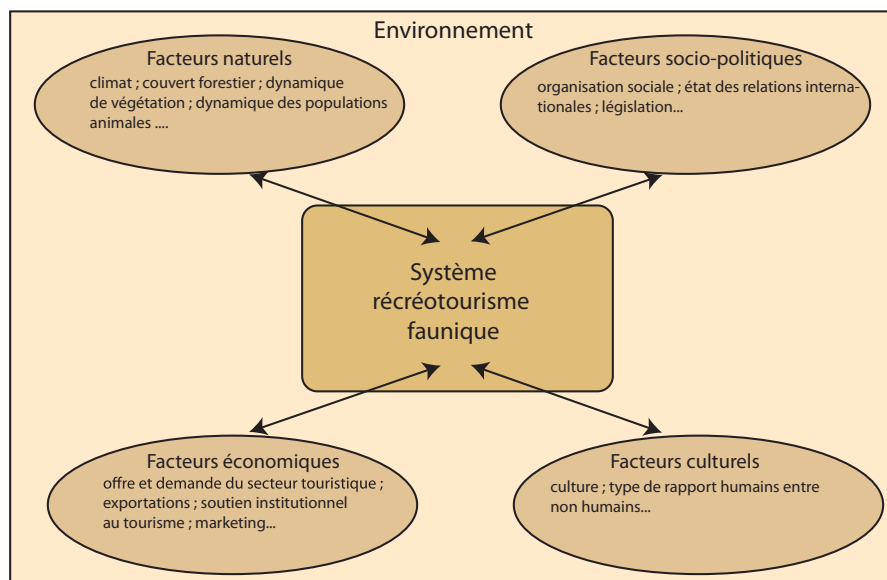 Environnement
Facteurs naturels
climat ; couvert forestier ; dynamique
de végétation ; dynamique des populations
animales ....
Facteurs socio-politiques
organisation sociale ; état des relations interna-
tionales ; législation...
Système
récréotourisme
faunique
Facteurs économiques
offre et demande du secteur touristique ;
exportations ; soutien institutionnel
au tourisme ; marketing...
Facteurs culturels
culture ; type de rapport humains entre
non humains...